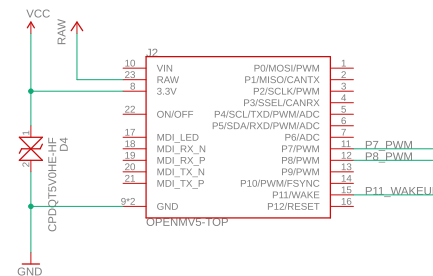 VCC
RAW
J2
10 VIN P0/MOSI/PWM 1
23 RAW P1/MISO/CANTX 2
8 3.3V P2/SCLK/PWM 3
P3/SSEL/CANRX 4
22 ON/OFF P4/SCL/TXD/PWM/ADC 5
P5/SDA/RXD/PWM/ADC 6
17 MDI_LED P6/ADC 7
18 MDI_RX_N P7/PWM 11 P7_PWM
19 MDI_RX_P P8/PWM 12 P8_PWM
20 MDI_TX_N P9/PWM 13
21 MDI_TX_P P10/PWM/FSYNC 14
P11/WAKE 15 P11_WAKEU
9*2 GND P12/RESET 16
OPENMV5-TOP
1
2
CPDQT5V0HE-HF
D4
GND